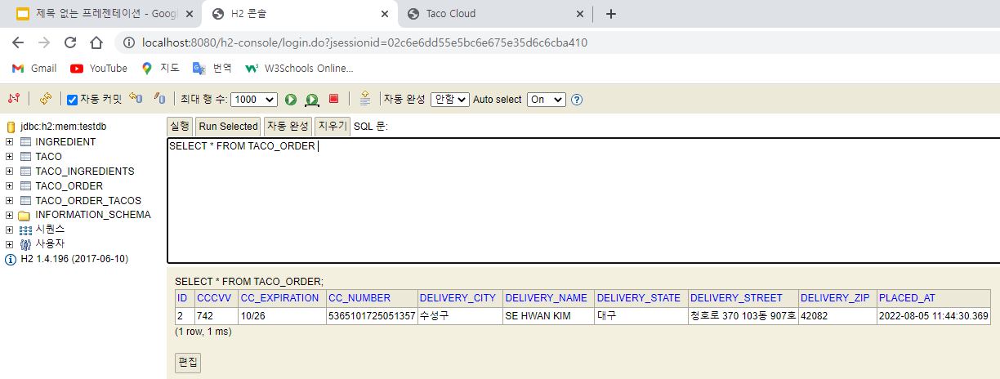 제목 없는 프레젠테이션 - Goog
H2 콘솔
Taco Cloud
localhost:8080/h2-console/login.do?jsessionid=02c6e6dd55e5bc6e675e35d6c6cba410
Gmail YouTube 지도 번역 W3Schools Online...
자동 커밋 최대 행 수: 1000 자동 완성 안함 Auto select On
jdbc:h2:mem:testdb
INGREDIENT
TACO
TACO_INGREDIENTS
TACO_ORDER
TACO_ORDER_TACOS
INFORMATION_SCHEMA
시퀀스
사용자
H2 1.4.196 (2017-06-10)
실행 Run Selected 자동 완성 지우기 SQL 문:
SELECT * FROM TACO_ORDER
SELECT * FROM TACO_ORDER;
ID CCCVV CC_EXPIRATION CC_NUMBER DELIVERY_CITY DELIVERY_NAME DELIVERY_STATE DELIVERY_STREET DELIVERY_ZIP PLACED_AT
2 742 10/26 5365101725051357 수성구 SE HWAN KIM 대구 청호로 370 103동 907호 42082 2022-08-05 11:44:30.369
(1 row, 1 ms)
편집